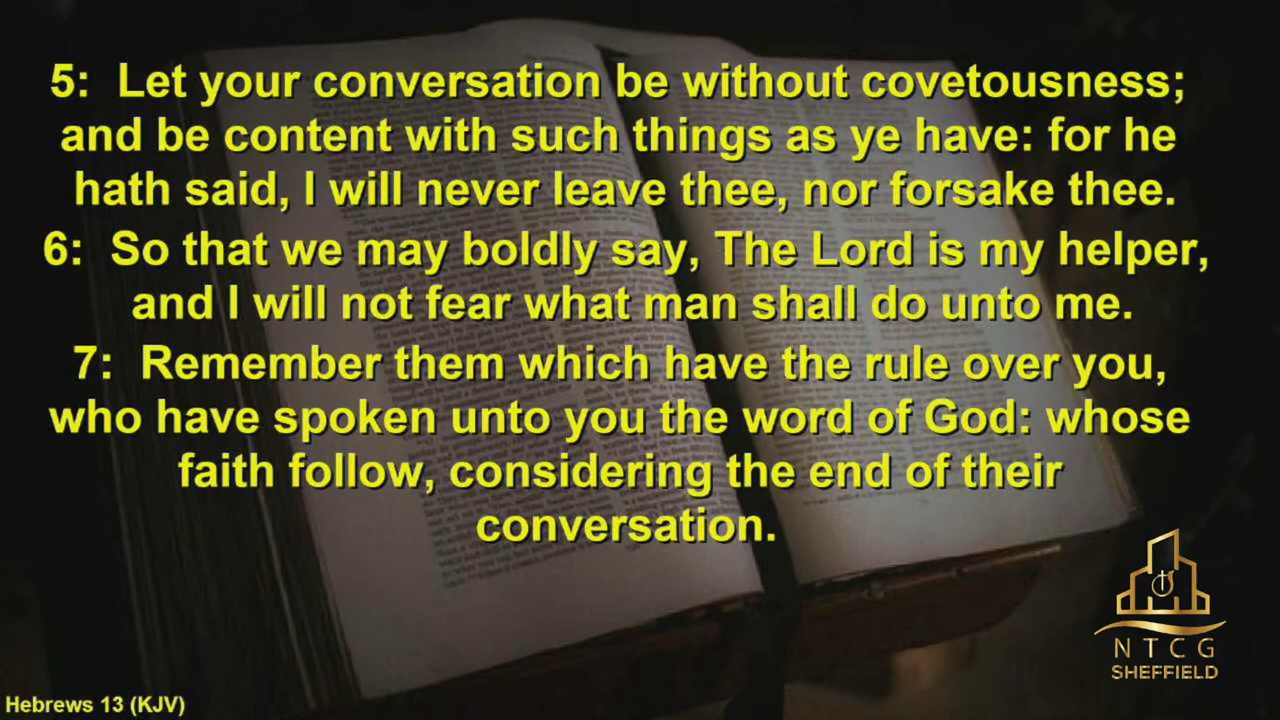 5:  Let your conversation be without covetousness;
and be content with such things as ye have: for he
hath said, I will never leave thee, nor forsake thee.
6:  So that we may boldly say, The Lord is my helper,
and I will not fear what man shall do unto me.
7:  Remember them which have the rule over you,
who have spoken unto you the word of God: whose
faith follow, considering the end of their
conversation.
NTCG
SHEFFIELD
Hebrews 13 (KJV)